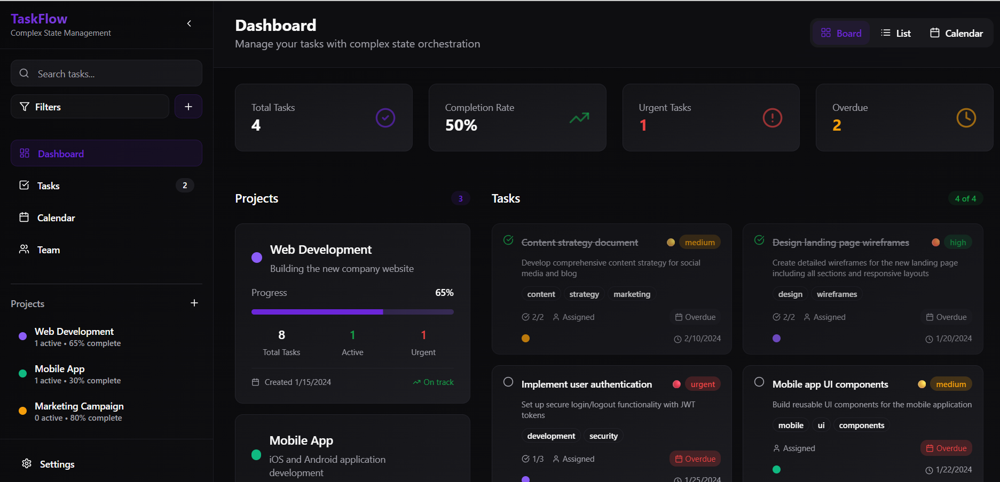 TaskFlow
Complex State Management
Search tasks...
Filters
Dashboard
Tasks
2
Calendar
Team
Projects
Web Development
1 active • 65% complete
Mobile App
1 active • 30% complete
Marketing Campaign
0 active • 80% complete
Settings
Dashboard
Manage your tasks with complex state orchestration
Board
List
Calendar
Total Tasks
4
Completion Rate
50%
Urgent Tasks
1
Overdue
2
Projects
3
Web Development
Building the new company website
Progress
65%
8
Total Tasks
1
Active
1
Urgent
Created 1/15/2024
On track
Mobile App
iOS and Android application
development
Tasks
4 of 4
Content strategy document
medium
Develop comprehensive content strategy for social
media and blog
content strategy marketing
2/2 Assigned
Overdue
2/10/2024
Design landing page wireframes
high
Create detailed wireframes for the new landing page
including all sections and responsive layouts
design wireframes
2/2 Assigned
Overdue
1/20/2024
Implement user authentication
urgent
Set up secure login/logout functionality with JWT
tokens
development security
1/3 Assigned
Overdue
1/25/2024
Mobile app UI components
medium
Build reusable UI components for the mobile application
mobile ui components
Assigned
Overdue
1/22/2024